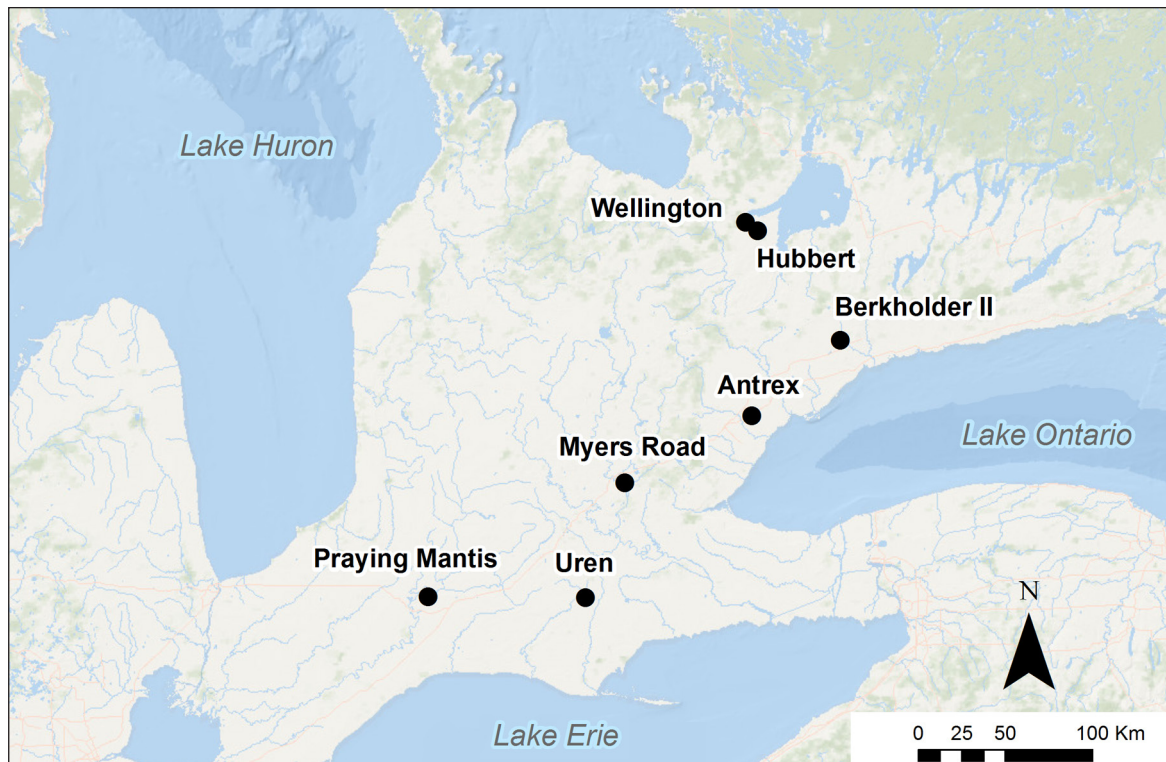 Lake Huron
Wellington
Hubbert
Berkholder II
Antrex
Lake Ontario
Myers Road
Praying Mantis
Uren
N
Lake Erie
0 25 50 100 Km